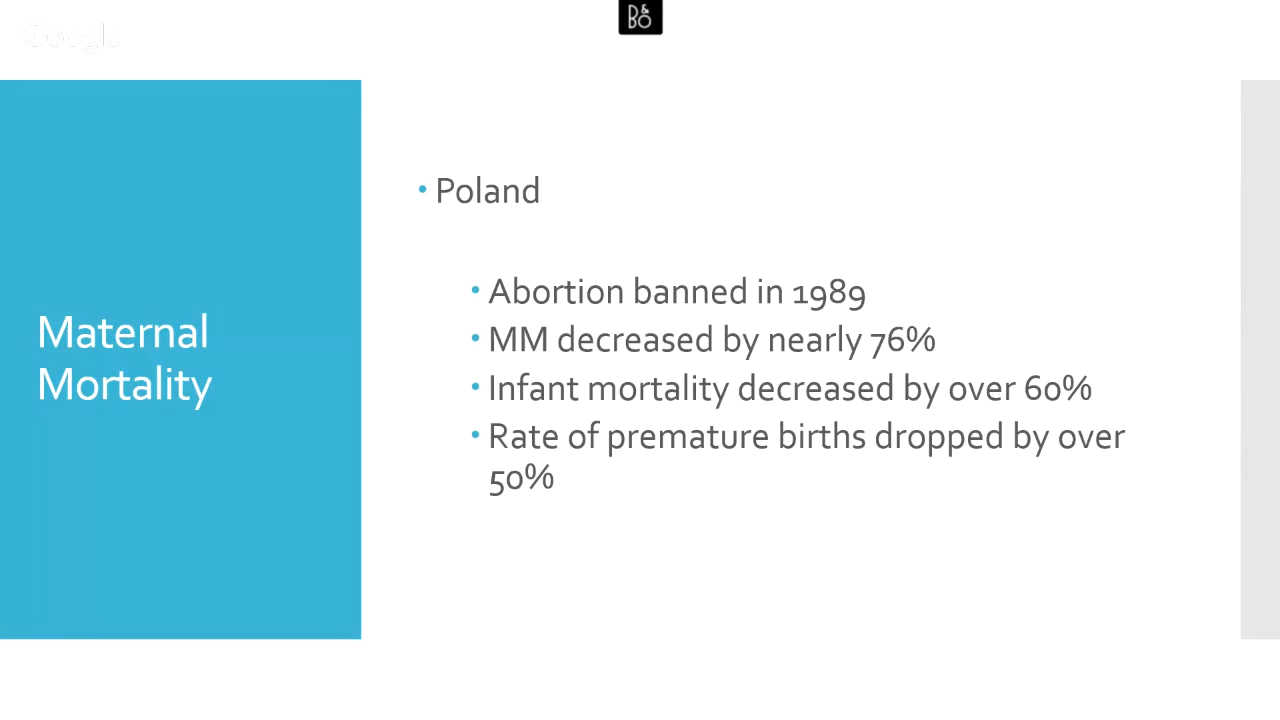 Google
B&O
Maternal
Mortality
• Poland
• Abortion banned in 1989
• MM decreased by nearly 76%
• Infant mortality decreased by over 60%
• Rate of premature births dropped by over
50%